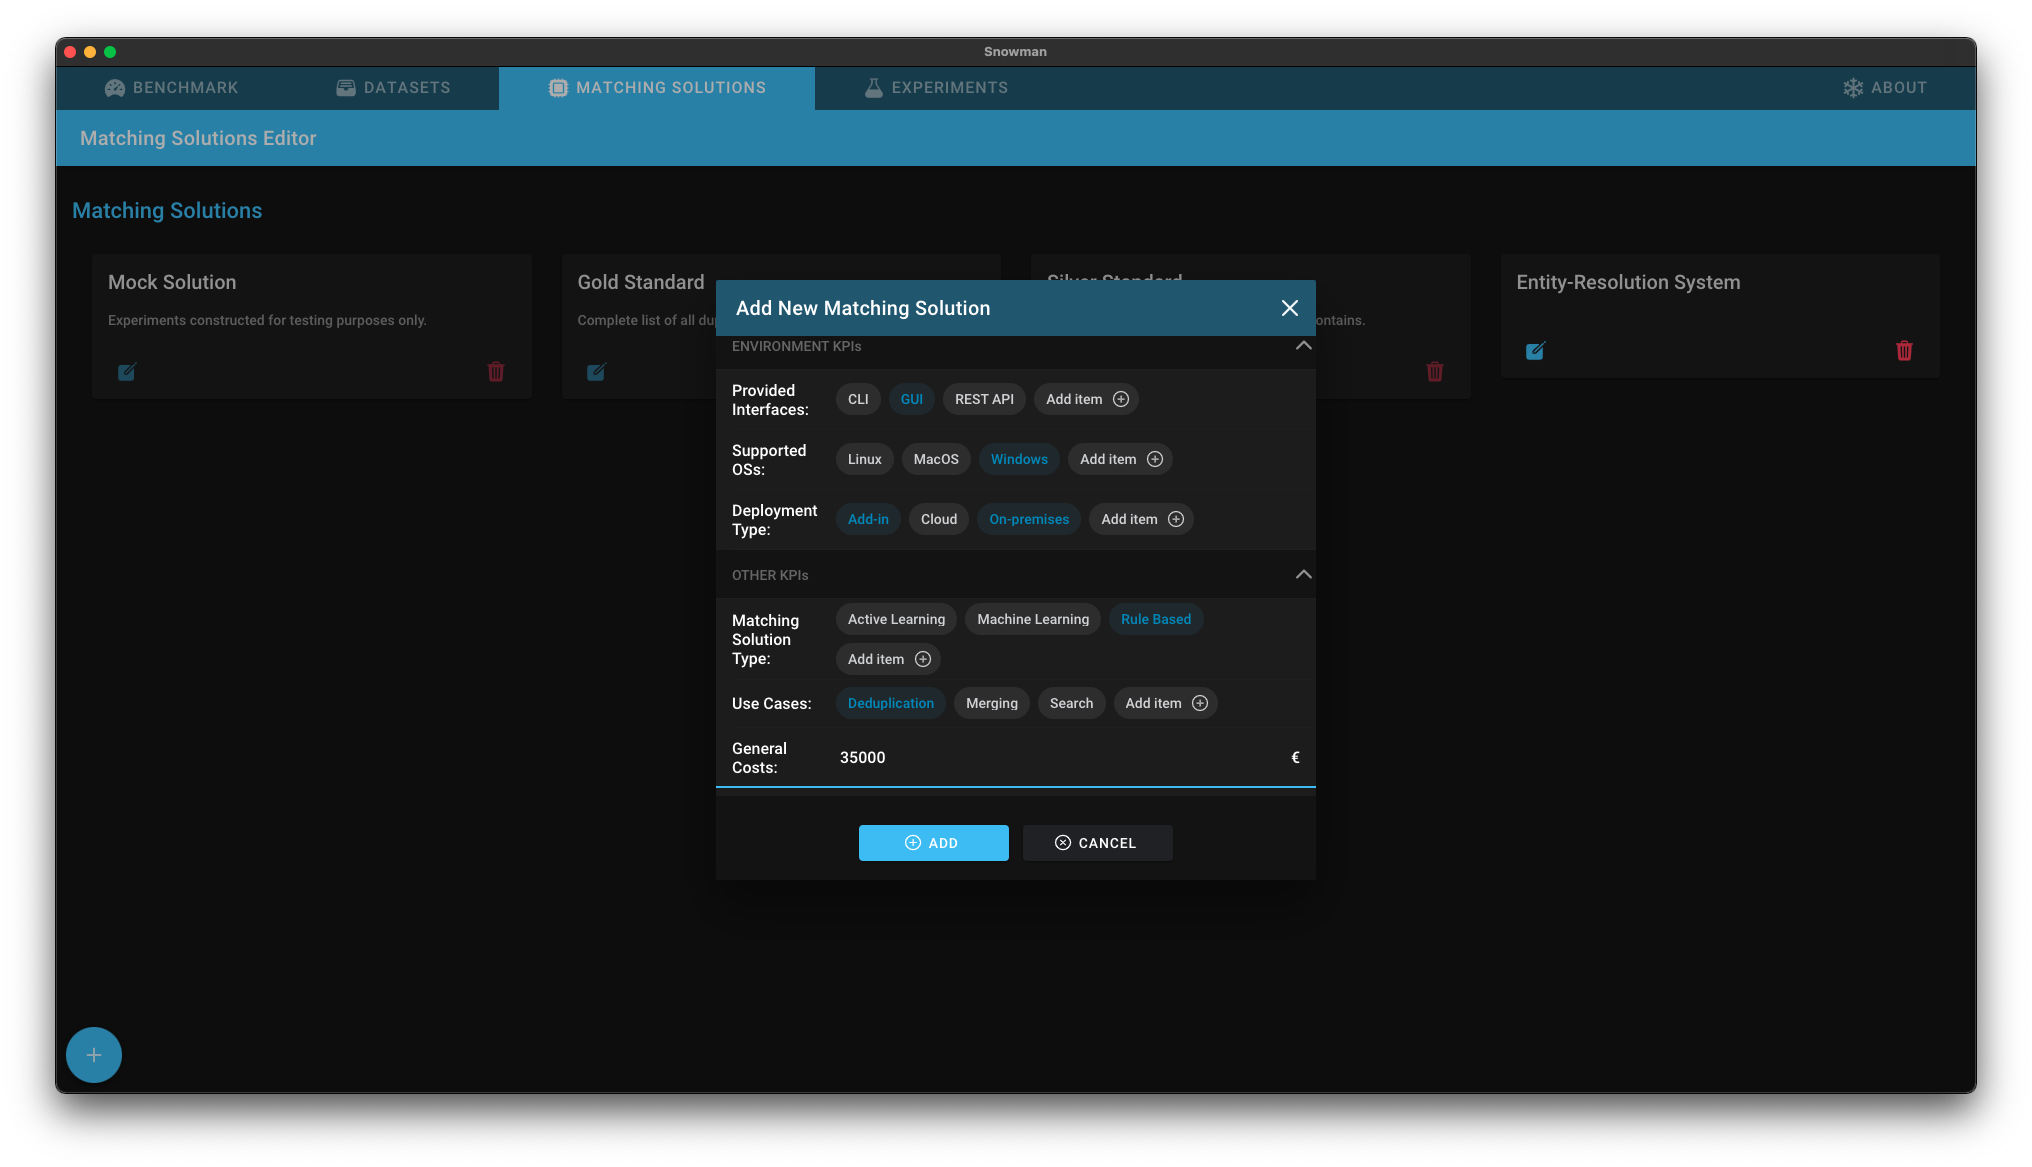 Snowman
BENCHMARK DATASETS MATCHING SOLUTIONS EXPERIMENTS ABOUT
Matching Solutions Editor
Matching Solutions
Mock Solution
Experiments constructed for testing purposes only.
Gold Standard
Complete list of all
Silver Standard
ontains.
Entity-Resolution System
Add New Matching Solution
ENVIRONMENT KPIs
Provided
Interfaces:
CLI GUI REST API Add item
Supported
OSs:
Linux MacOS Windows Add item
Deployment
Type:
Add-in Cloud On-premises Add item
OTHER KPIs
Matching
Solution
Type:
Active Learning Machine Learning Rule Based
Add item
Use Cases: Deduplication Merging Search Add item
General
Costs:
35000 €
ADD CANCEL